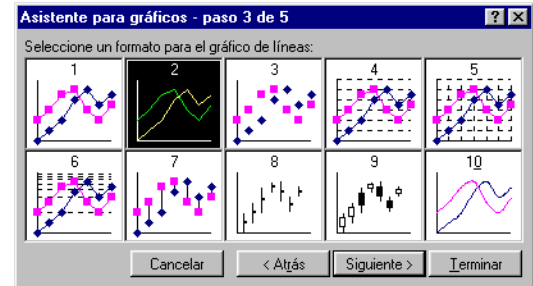 Asistente para gráficos - paso 3 de 5
Seleccione un formato para el gráfico de líneas:
1 2 3 4 5
6 7 8 9 10
Cancelar < Atrás Siguiente > Terminar